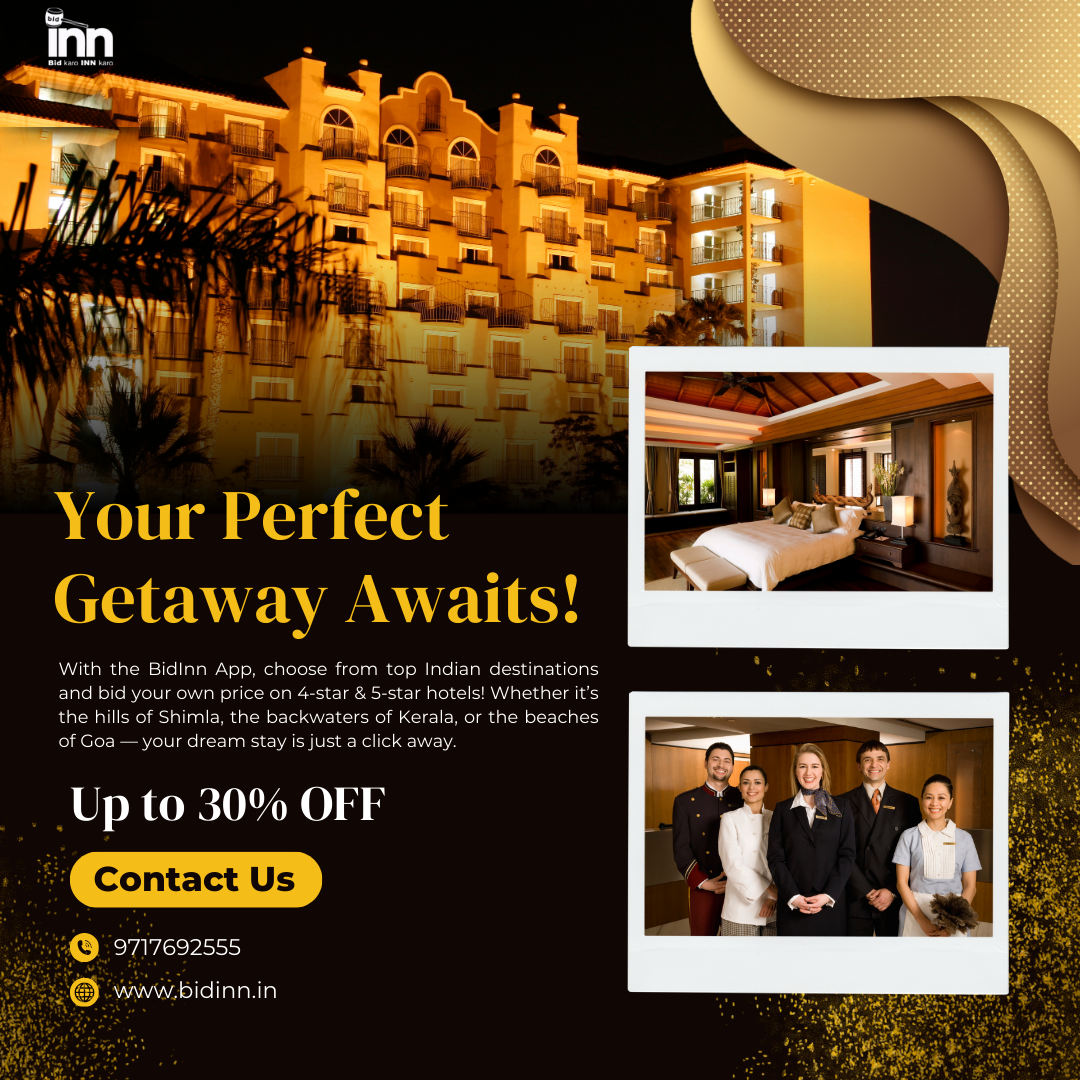 bid
inn
Bid karo INN karo
Your Perfect
Getaway Awaits!
With the BidInn App, choose from top Indian destinations
and bid your own price on 4-star & 5-star hotels! Whether it's
the hills of Shimla, the backwaters of Kerala, or the beaches
of Goa — your dream stay is just a click away.
Up to 30% OFF
Contact Us
9717692555
www.bidinn.in